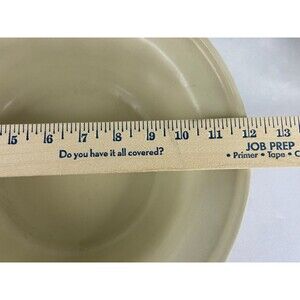 5 6 7 8 9 10 11 12 13
Do you have it all covered?
JOB PREP
• Primer • Tape •